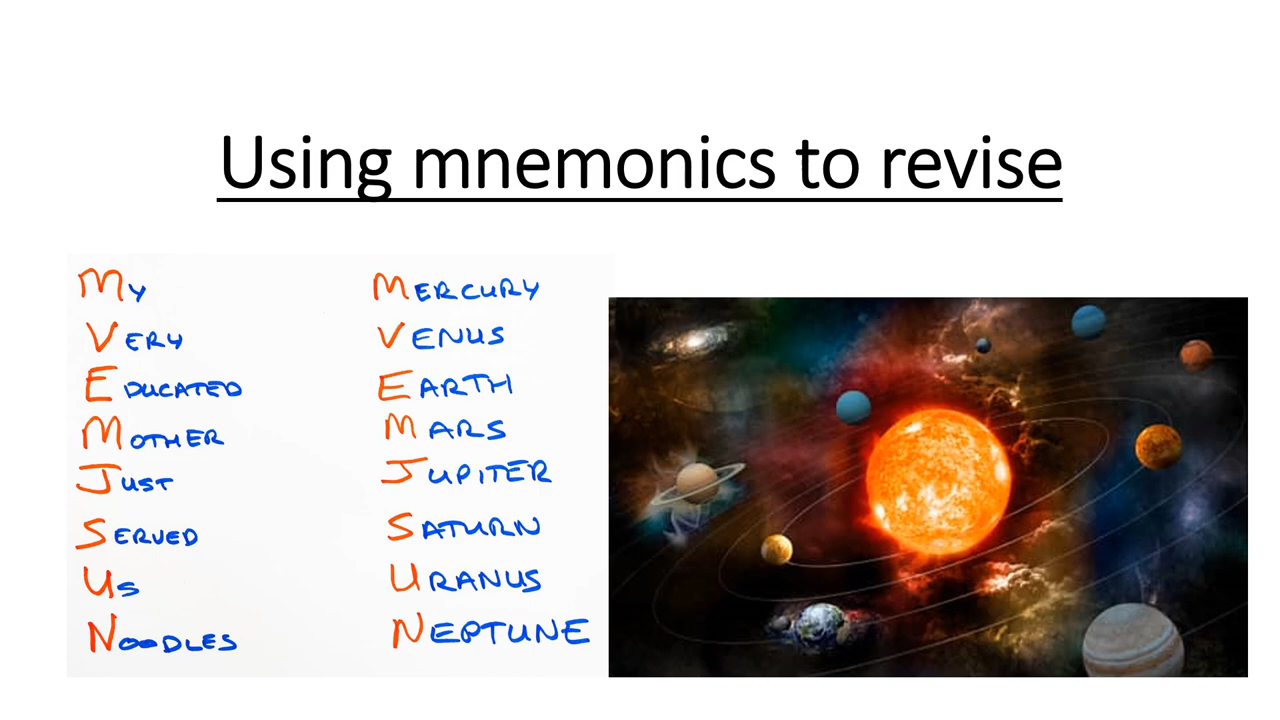 Using mnemonics to revise
My MERCURY
VERY VENUS
EDUCATED EARTH
MOTHER MARS
JUST JUPITER
SERVED SATURN
Us URANUS
NOODLES NEPTUNE